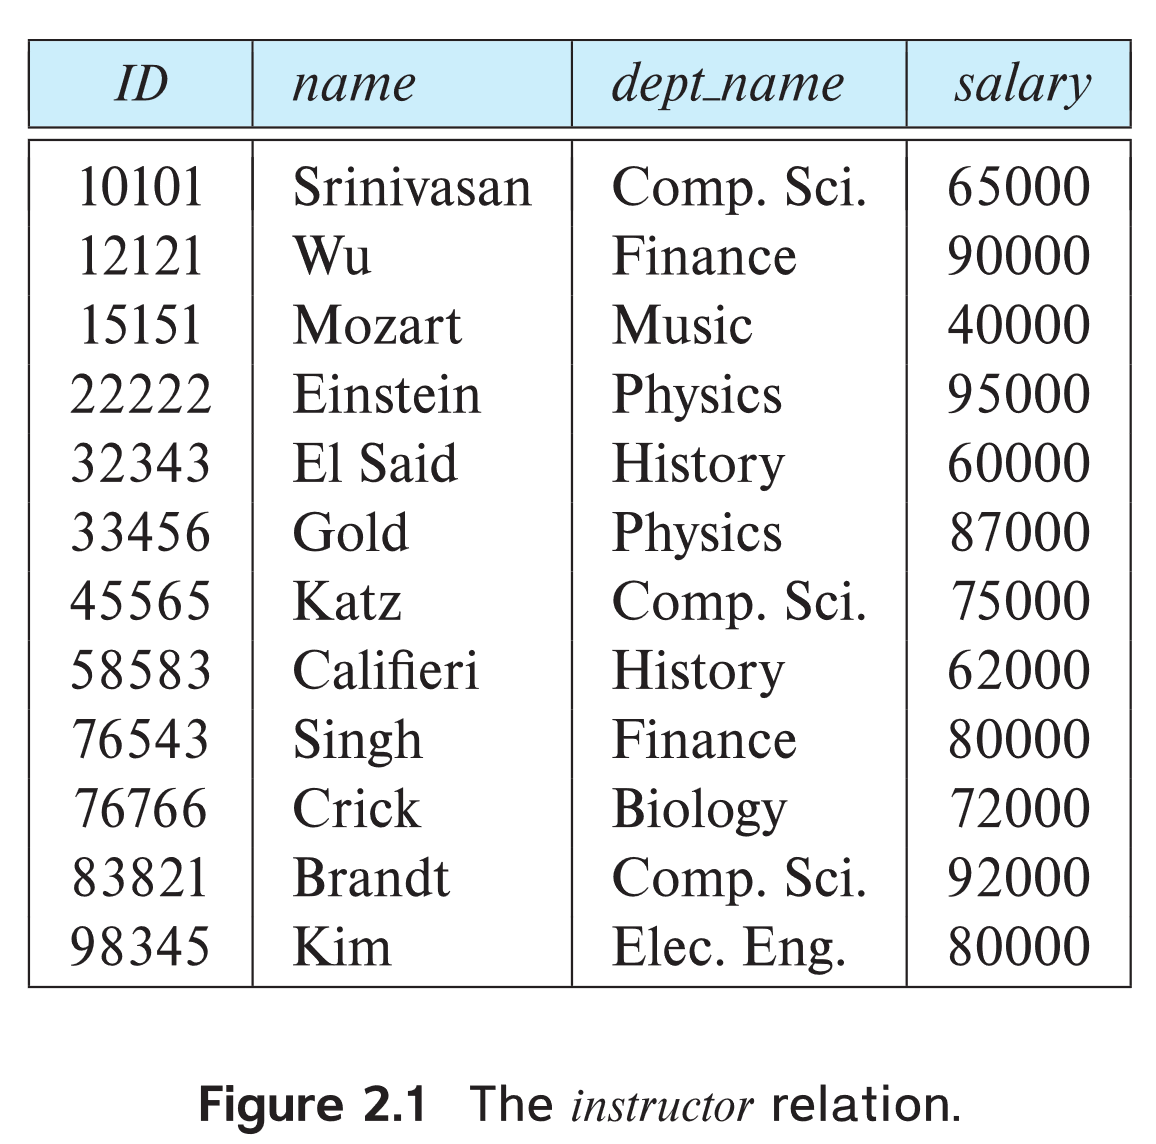 ID name dept_name salary
10101 Srinivasan Comp. Sci. 65000
12121 Wu Finance 90000
15151 Mozart Music 40000
22222 Einstein Physics 95000
32343 El Said History 60000
33456 Gold Physics 87000
45565 Katz Comp. Sci. 75000
58583 Califieri History 62000
76543 Singh Finance 80000
76766 Crick Biology 72000
83821 Brandt Comp. Sci. 92000
98345 Kim Elec. Eng. 80000
Figure 2.1 The instructor relation.